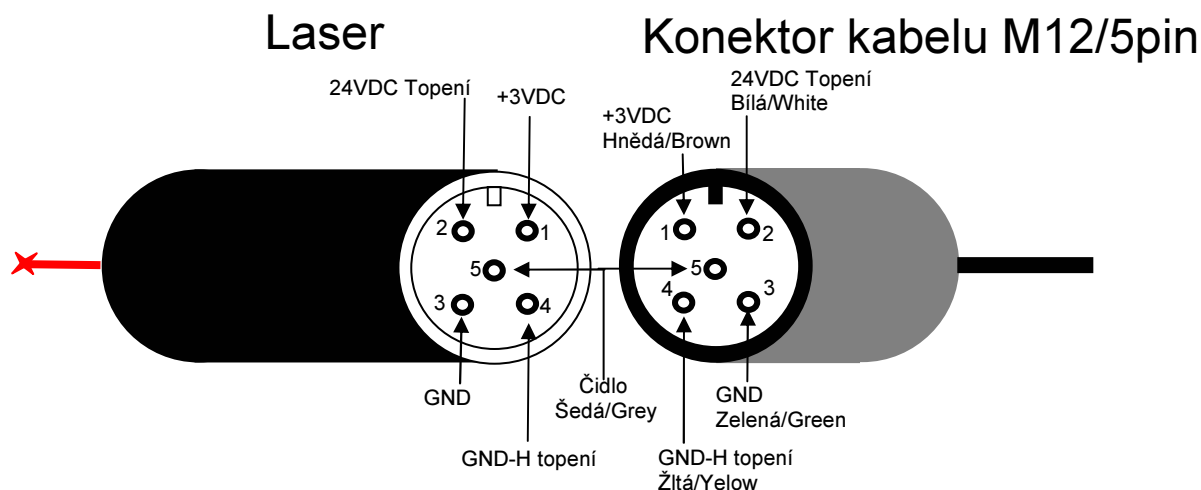 Laser
Konektor kabelu M12/5pin
24VDC Topení
+3VDC
+3VDC
Hnědá/Brown
24VDC Topení
Bílá/White
2
1
5
3
4
1
2
5
4
3
GND
GND-H topení
Čidlo
Šedá/Grey
GND
Zelená/Green
GND-H topení
Žltá/Yelow